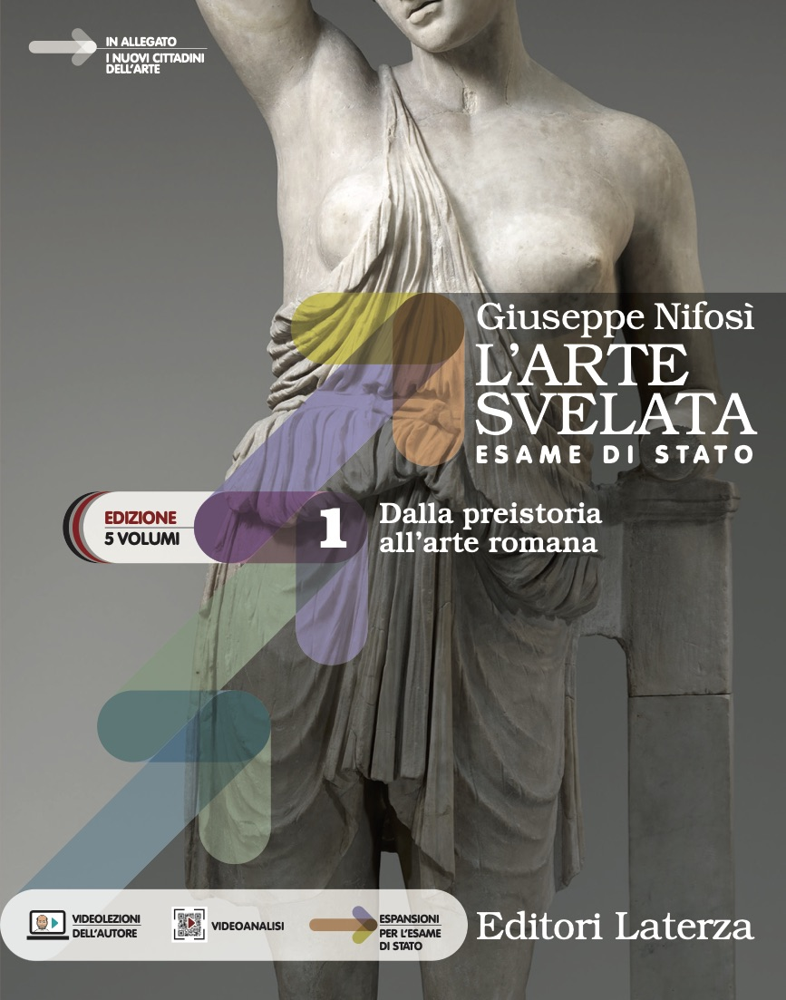 IN ALLEGATO
I NUOVI CITTADINI
DELL'ARTE
Giuseppe Nifosì
L'ARTE
SVELATA
ESAME DI STATO
EDIZIONE
5 VOLUMI
1
Dalla preistoria
all'arte romana
VIDEOLEZIONI
DELL'AUTORE
VIDEOANALISI
ESPANSIONI
PER L'ESAME
DI STATO
Editori Laterza